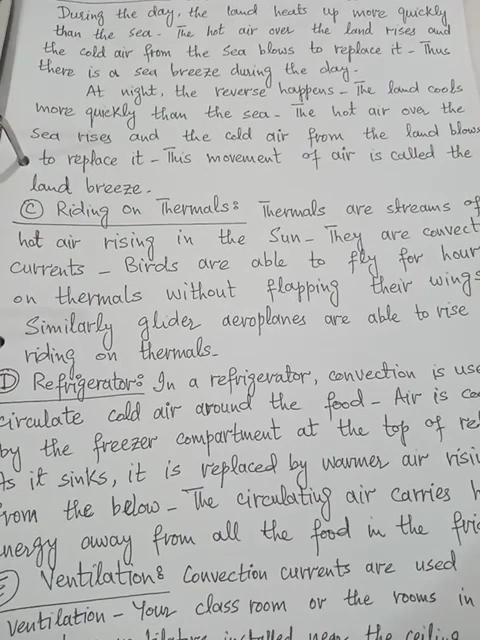 During the day, the land heats up more quickly
than the sea. The hot air over the land rises and
the cold air from the sea blows to replace it - Thus
there is a sea breeze during the day.
At night, the reverse happens - The land cools
more quickly than the sea. The hot air over the
sea rises and the cold air from the land blows
to replace it - This movement of air is called the
land breeze.
Ⓒ Riding on Thermals: Thermals are streams of
hot air rising in the Sun - They are convect
currents - Birds are able to fly for hour
on thermals without flapping their wings
Similarly glider aeroplanes are able to rise
riding on thermals.
D Refrigerator: In a refrigerator, convection is use
circulate cold air around the food - Air is co
by the freezer compartment at the top of re
As it sinks, it is replaced by warmer air risi
from the below - The circulating air carries h
nergy away from all the food in the frid
E Ventilation: Convection currents are used
ventilation - Your class room or the rooms in
installed near the ceiling